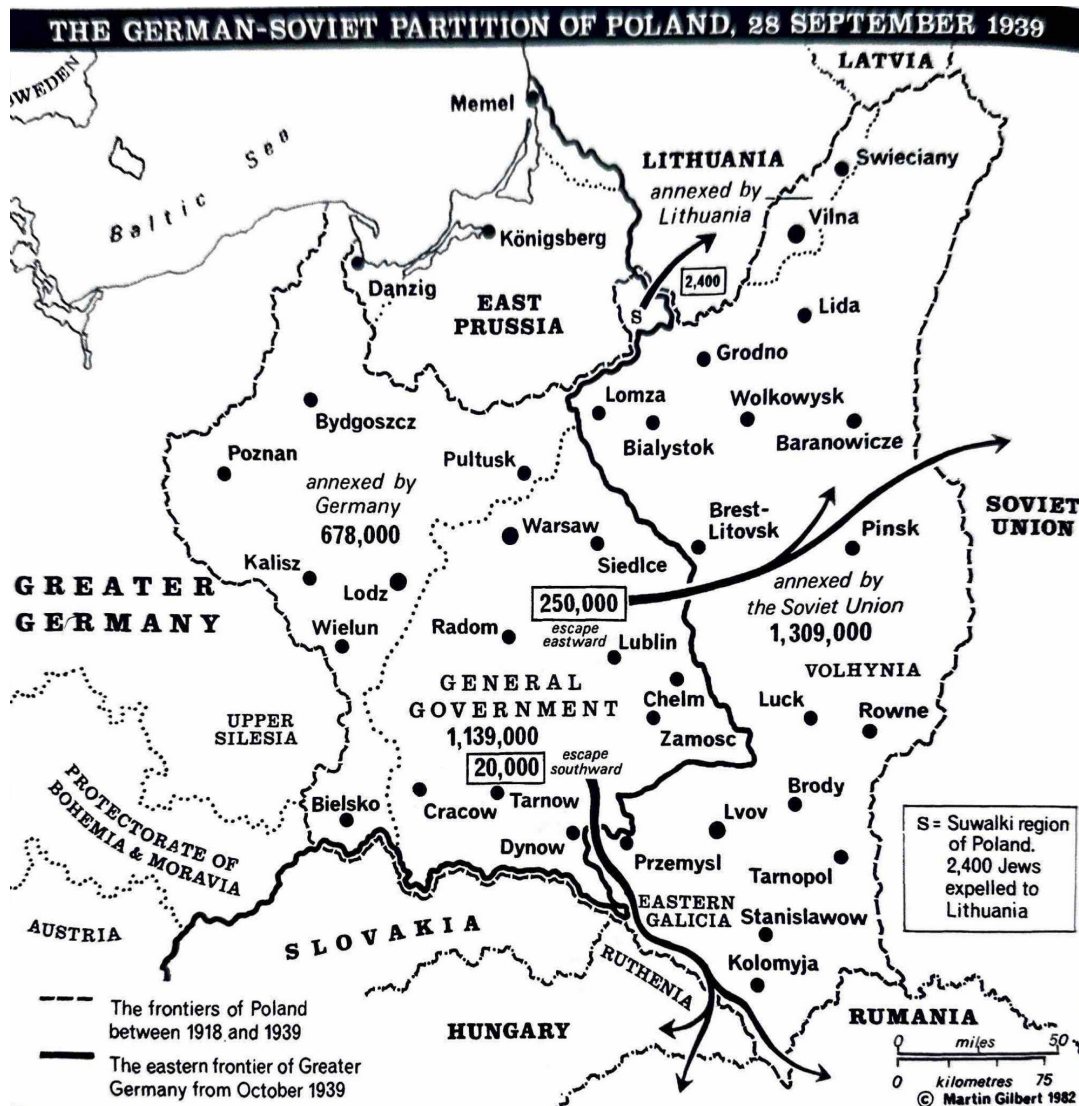 THE GERMAN-SOVIET PARTITION OF POLAND, 28 SEPTEMBER 1939
LATVIA
SWEDEN
Memel
Baltic Sea
LITHUANIA
annexed by
Lithuania
Swieciany
Vilna
Königsberg
Danzig
2,400
S
EAST
PRUSSIA
Lida
Grodno
Lomza
Wolkowysk
Bydgoszcz
Bialystok
Baranowicze
Poznan
Pultusk
annexed by
Germany
678,000
SOVIET
UNION
Brest-
Litovsk
Warsaw
Pinsk
Siedlce
Kalisz
Lodz
GREATER
GERMANY
annexed by
the Soviet Union
1,309,000
250,000
escape
eastward
Wielun
Radom
Lublin
VOLHYNIA
GENERAL
GOVERNMENT
1,139,000
Chelm
Luck
Rowne
Zamosc
UPPER
SILESIA
20,000
escape
southward
PROTECTORATE OF
BOHEMIA & MORAVIA
Bielsko
Cracow
Tarnow
Brody
Lvov
Dynow
Przemysl
Tarnopol
S = Suwalki region
of Poland.
2,400 Jews
expelled to
Lithuania
AUSTRIA
SLOVAKIA
EASTERN
GALICIA
Stanislawow
RUTHENIA
Kolomyja
HUNGARY
RUMANIA
The frontiers of Poland
between 1918 and 1939
The eastern frontier of Greater
Germany from October 1939
0 miles 50
0 kilometres 75
© Martin Gilbert 1982